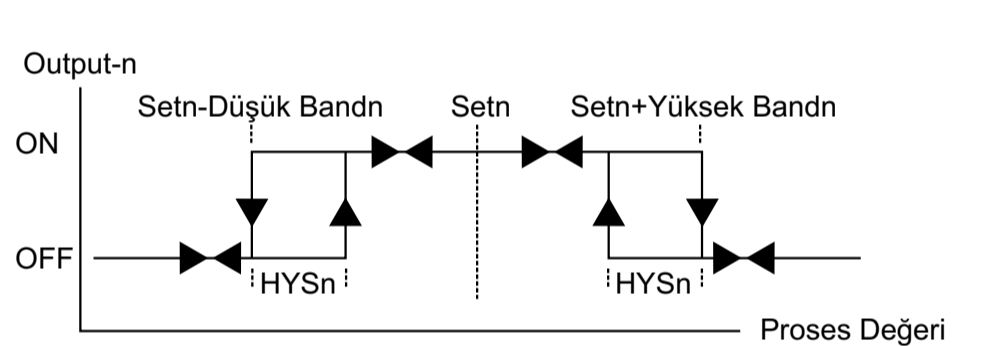 Output-n
Setn-Düşük Bandn Setn Setn+Yüksek Bandn
ON
OFF
HYSn HYSn
Proses Değeri